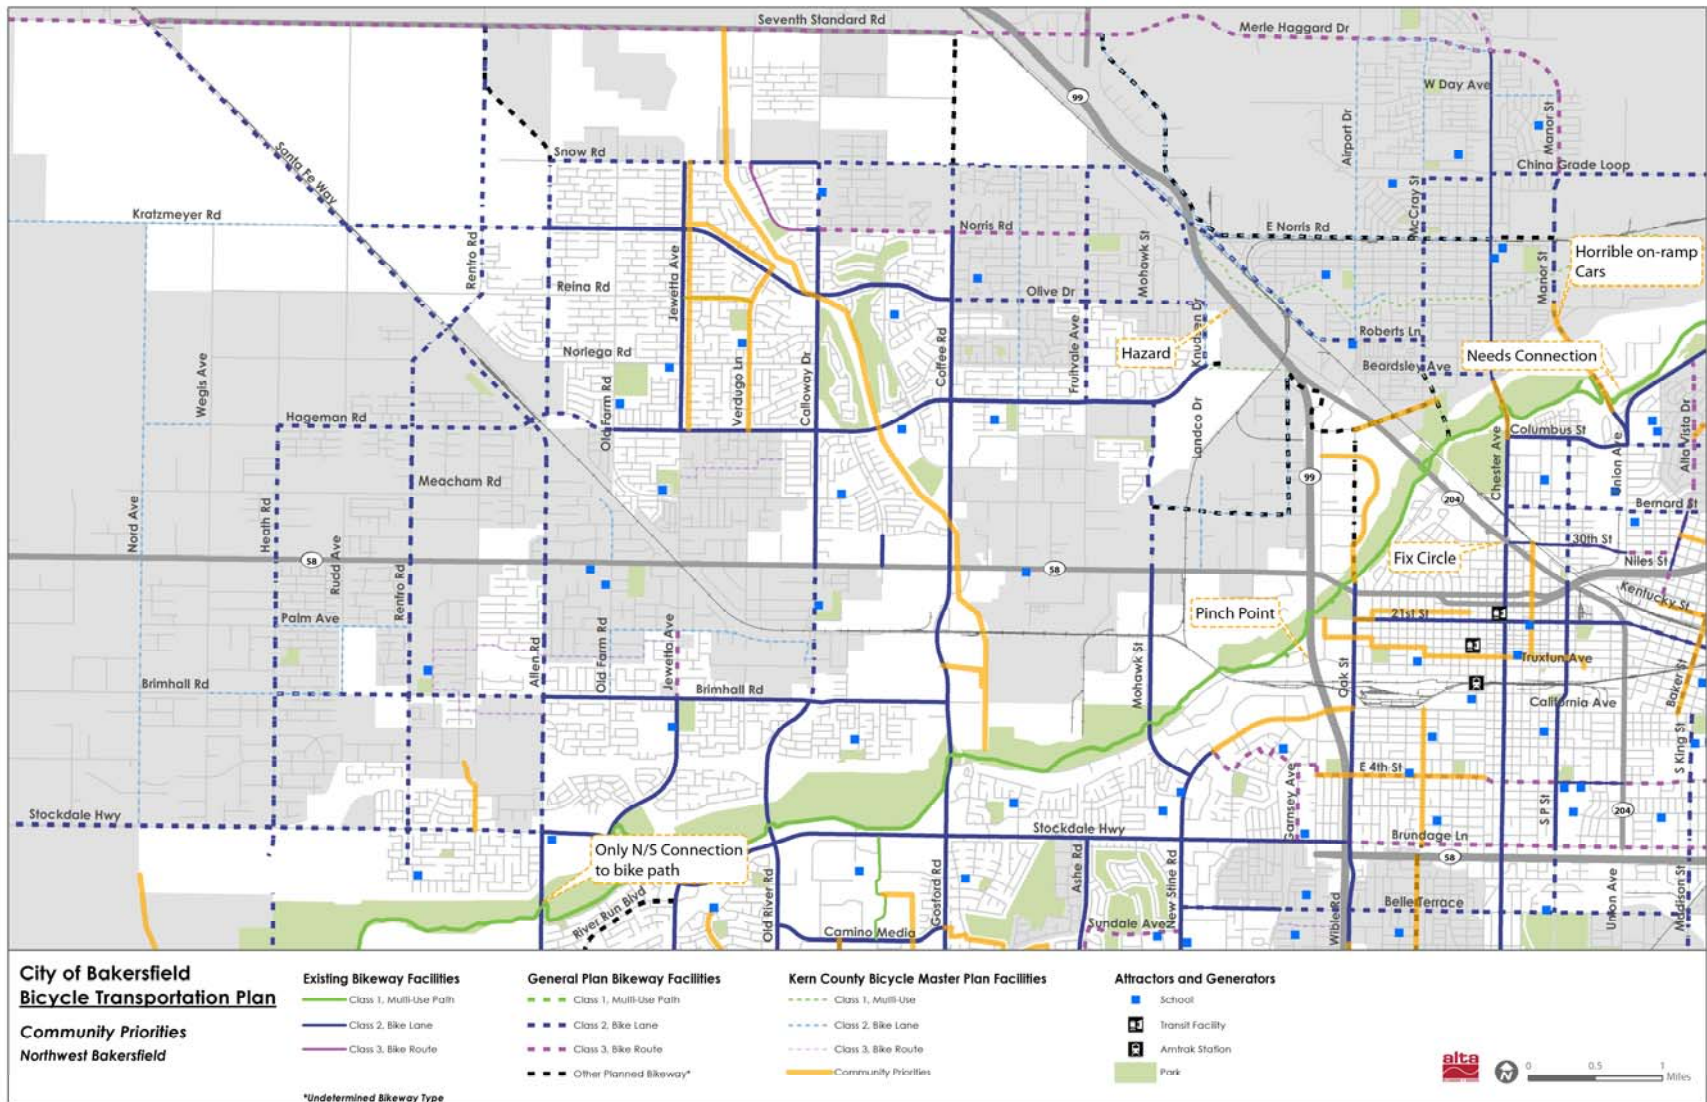 Seventh Standard Rd
Merle Haggard Dr
99
W Day Ave
Airport Dr
Manor St
Santa Fe Way
Snow Rd
China Grade Loop
McCray St
Kratzmeyer Rd
Norris Rd
E Norris Rd
Renfro Rd
Jewetta Ave
Mohawk St
Manor St
Horrible on-ramp
Cars
Reina Rd
Olive Dr
Knudsen Dr
Roberts Ln
Hazard
Needs Connection
Noriega Rd
Wegis Ave
Verdugo Ln
Calloway Dr
Coffee Rd
Fruitvale Ave
Beardsley Ave
Old Farm Rd
Hageman Rd
Landco Dr
Columbus St
Alta Vista Dr
Chester Ave
Union Ave
Meacham Rd
99
204
Bernard St
Nord Ave
Heath Rd
Rudd Ave
Renfro Rd
58
58
30th St
Fix Circle
Niles St
Kentucky St
Pinch Point
21st St
Palm Ave
Allen Rd
Old Farm Rd
Jewetta Ave
Mohawk St
Oak St
Truxtun Ave
Brimhall Rd
Brimhall Rd
California Ave
Baker St
S King St
E 4th St
Garnsey Ave
S P St
204
Stockdale Hwy
Stockdale Hwy
Brundage Ln
58
Only N/S Connection
to bike path
River Run Blvd
Old River Rd
Gosford Rd
Ashe Rd
New Stine Rd
Wible Rd
Belle Terrace
Union Ave
Madison St
Camino Media
Sundale Ave
City of Bakersfield
Bicycle Transportation Plan
Community Priorities
Northwest Bakersfield
Existing Bikeway Facilities
Class 1, Multi-Use Path
Class 2, Bike Lane
Class 3, Bike Route
*Undetermined Bikeway Type
General Plan Bikeway Facilities
Class 1, Multi-Use Path
Class 2, Bike Lane
Class 3, Bike Route
Other Planned Bikeway*
Kern County Bicycle Master Plan Facilities
Class 1, Multi-Use
Class 2, Bike Lane
Class 3, Bike Route
Community Priorities
Attractors and Generators
School
Transit Facility
Amtrak Station
Park
alta
N
0 0.5 1
Miles